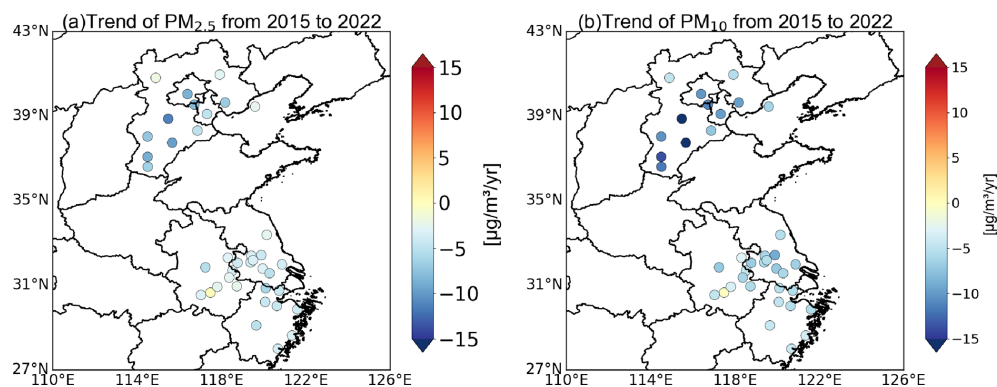 (a)Trend of PM₂.₅ from 2015 to 2022
43°N
39°N
35°N
31°N
27°N
110°E 114°E 118°E 122°E 126°E
15
10
5
0
−5
−10
−15
[µg/m³/yr]
(b)Trend of PM₁₀ from 2015 to 2022
43°N
39°N
35°N
31°N
27°N
110°E 114°E 118°E 122°E 126°E
15
10
5
0
−5
−10
−15
[µg/m³/yr]